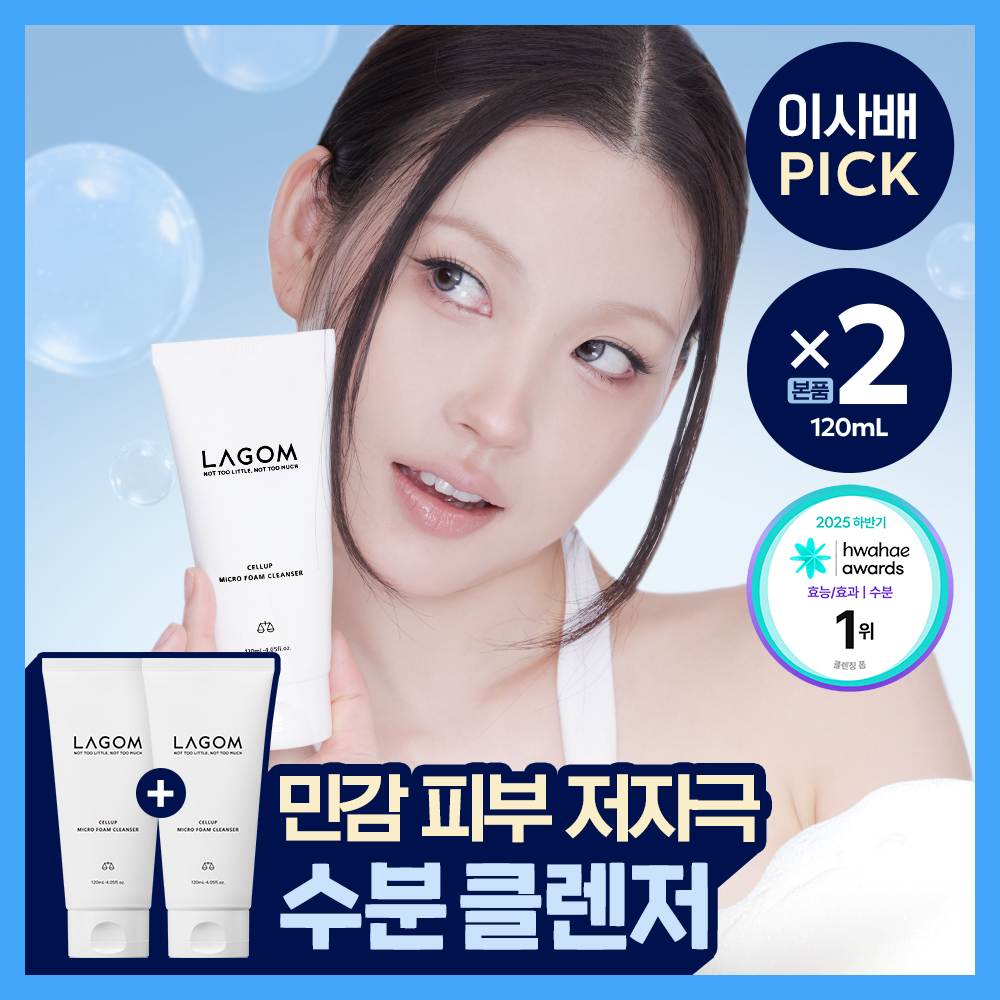 이사배
PICK
×2
본품
120mL
2025 하반기
hwahae
awards
효능/효과 | 수분
1위
클렌징 폼
LAGOM
NOT TOO LITTLE, NOT TOO MUCH
CELLUP
MICRO FOAM CLEANSER
120mL·4.05fl.oz.
LAGOM
NOT TOO LITTLE, NOT TOO MUCH
CELLUP
MICRO FOAM CLEANSER
120mL·4.05fl.oz.
+
LAGOM
NOT TOO LITTLE, NOT TOO MUCH
CELLUP
MICRO FOAM CLEANSER
120mL·4.05fl.oz.
민감 피부 저자극
수분 클렌저